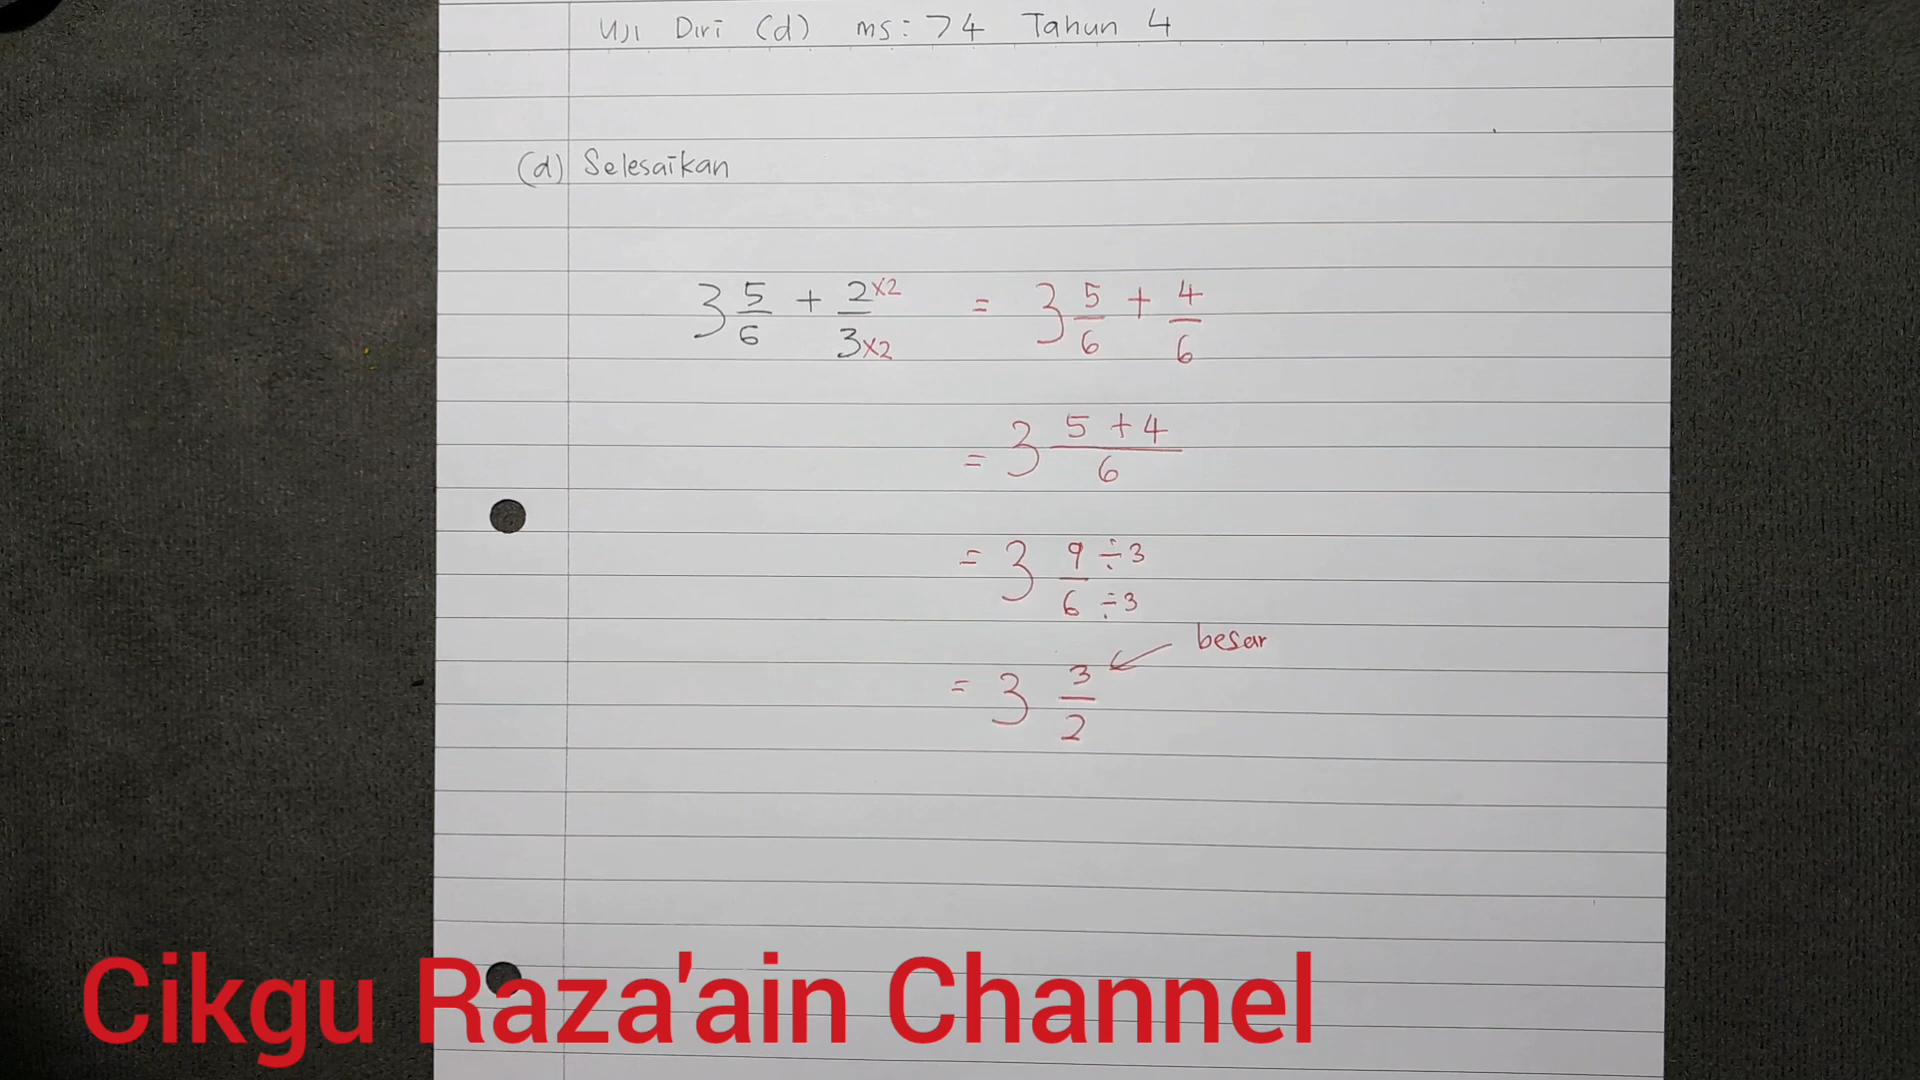 Uji Diri (d) ms: 74 Tahun 4
(d) Selesaikan
3 5/6 + 2×2/3×2 = 3 5/6 + 4/6
= 3 5+4/6
= 3 9÷3/6÷3
besar
= 3 3/2
Cikgu Raza'ain Channel